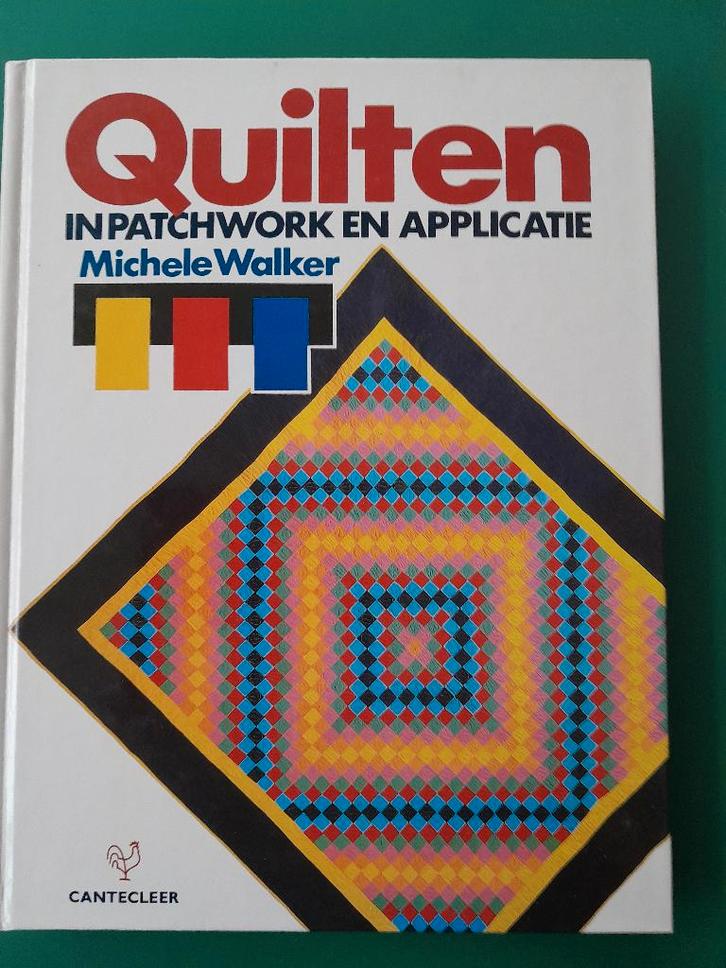 Quilten
IN PATCHWORK EN APPLICATIE
Michele Walker
CANTECLEER